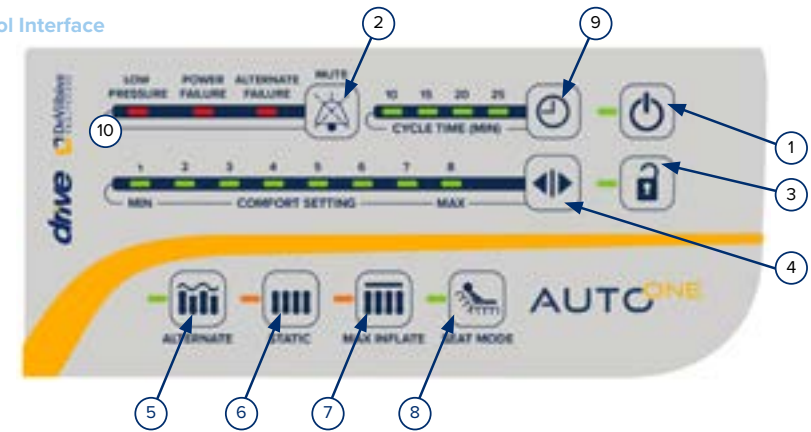 ol Interface
2
9
LOW PRESSURE
POWER FAILURE
ALTERNATE FAILURE
MUTE
10 15 20 25
CYCLE TIME (MIN)
10
1
drive DeVilbiss
1 2 3 4 5 6 7 8
MIN COMFORT SETTING MAX
3
4
AUTO ONE
ALTERNATE
STATIC
MAX INFLATE
SEAT MODE
5
6
7
8